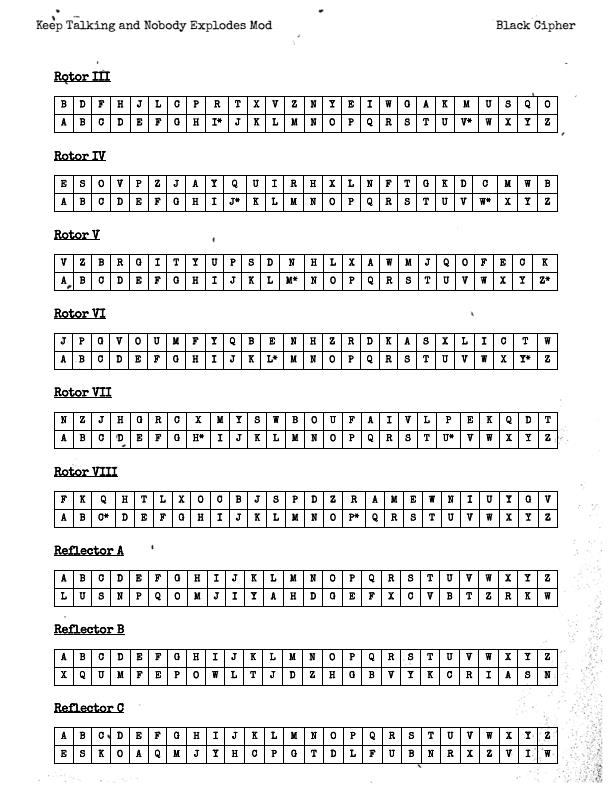 Keep Talking and Nobody Explodes Mod Black Cipher
Rotor III
B D F H J L C P R T X V Z N Y E I W G A K M U S Q O
A B C D E F G H I* J K L M N O P Q R S T U V* W X Y Z
Rotor IV
E S O V P Z J A Y Q U I R H X L N F T G K D C M W B
A B C D E F G H I J* K L M N O P Q R S T U V W* X Y Z
Rotor V
V Z B R G I T Y U P S D N H L X A W M J Q O F E C K
A B C D E F G H I J K L M* N O P Q R S T U V W X Y Z*
Rotor VI
J P G V O U M F Y Q B E N H Z R D K A S X L I C T W
A B C D E F G H I J K L* M N O P Q R S T U V W X Y* Z
Rotor VII
N Z J H G R C X M Y S W B O U F A I V L P E K Q D T
A B C D E F G H* I J K L M N O P Q R S T U* V W X Y Z
Rotor VIII
F K Q H T L X O C B J S P D Z R A M E W N I U Y G V
A B C* D E F G H I J K L M N O P* Q R S T U V W X Y Z
Reflector A
A B C D E F G H I J K L M N O P Q R S T U V W X Y Z
L U S N P Q O M J I Y A H D G E F X C V B T Z R K W
Reflector B
A B C D E F G H I J K L M N O P Q R S T U V W X Y Z
X Q U M F E P O W L T J D Z H G B V Y K C R I A S N
Reflector C
A B C D E F G H I J K L M N O P Q R S T U V W X Y Z
E S K O A Q M J Y H C P G T D L F U B N R X Z V I W